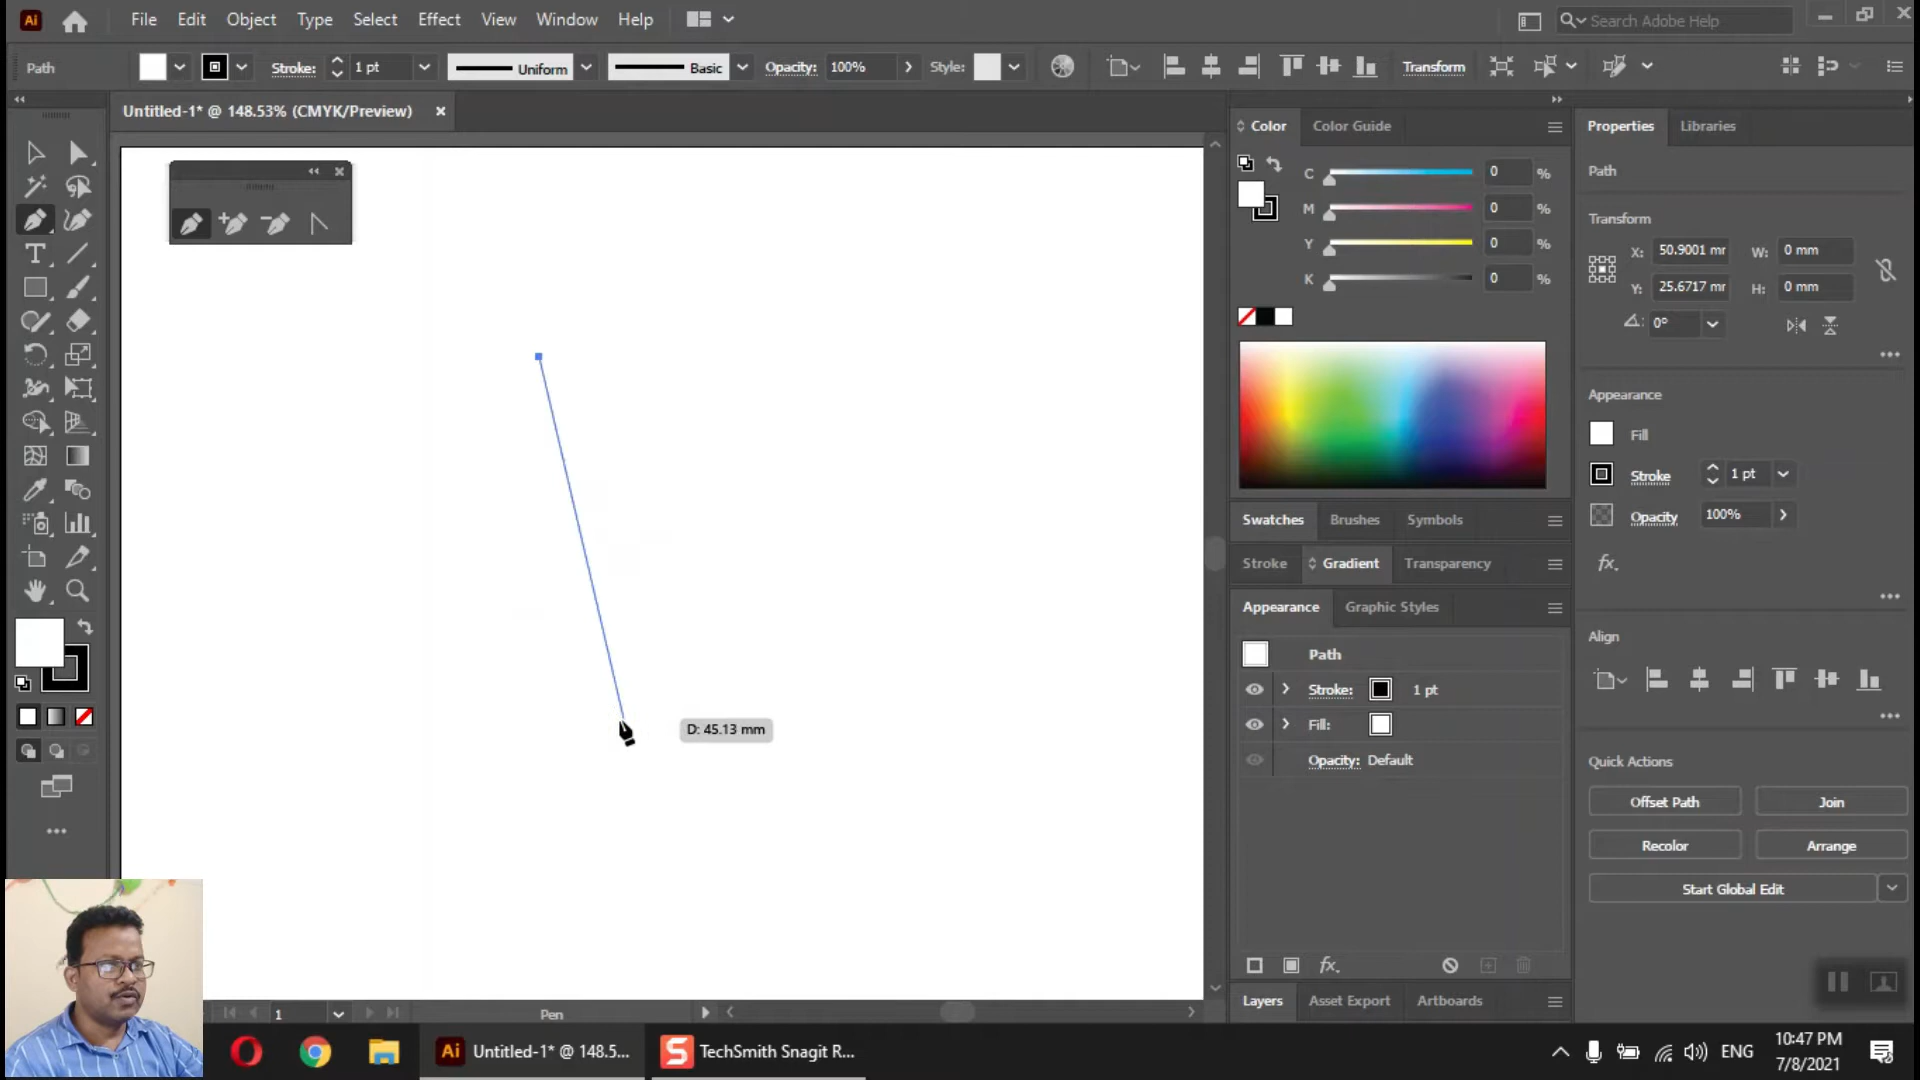 Ai File Edit Object Type Select Effect View Window Help Search Adobe Help
Path Stroke: 1 pt Uniform Basic Opacity: 100% Style: Transform
Untitled-1* @ 148.53% (CMYK/Preview)
Color Color Guide
C 0 %
M 0 %
Y 0 %
K 0 %
Swatches Brushes Symbols
Stroke Gradient Transparency
Appearance Graphic Styles
Path
Stroke: 1 pt
Fill:
Opacity: Default
fx.
Layers Asset Export Artboards
Properties Libraries
Path
Transform
X: 50.9001 mr W: 0 mm
Y: 25.6717 mr H: 0 mm
0°
Appearance
Fill
Stroke 1 pt
Opacity 100%
fx.
Align
Quick Actions
Offset Path Join
Recolor Arrange
Start Global Edit
D: 45.13 mm
1 Pen
Ai Untitled-1* @ 148.5... S TechSmith Snagit R... ENG 10:47 PM
7/8/2021